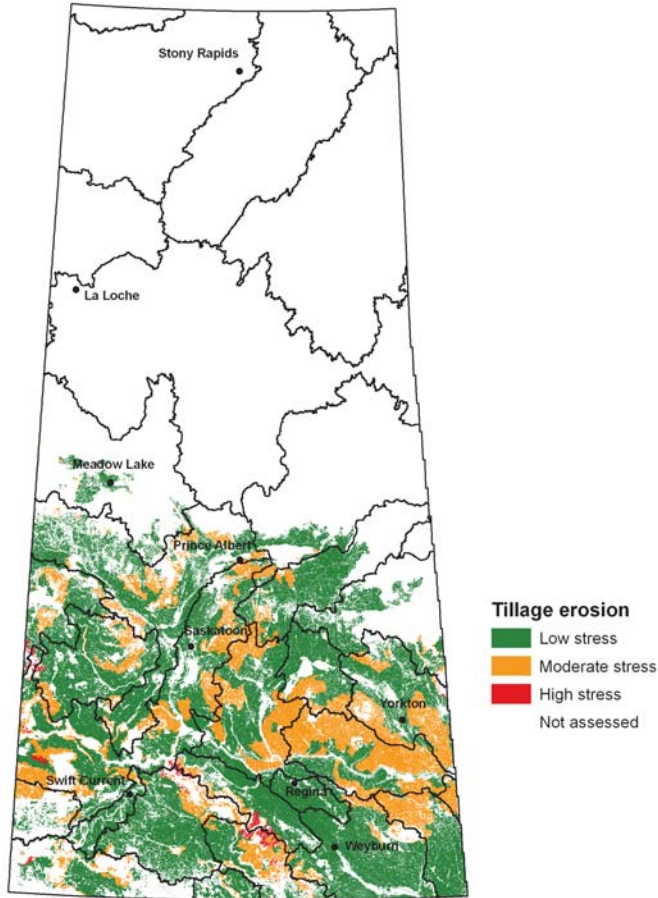 Stony Rapids
La Loche
Meadow Lake
Prince Albert
Saskatoon
Yorkton
Swift Current
Regina
Weyburn
Tillage erosion
Low stress
Moderate stress
High stress
Not assessed